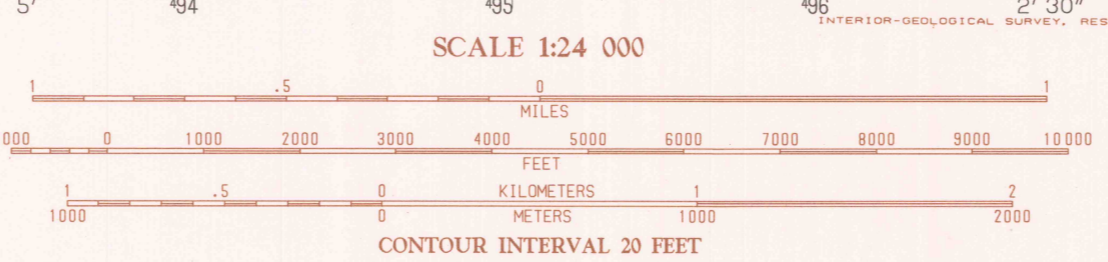 5' ⁴94 ⁴95 ⁴96 2' 30"
INTERIOR-GEOLOGICAL SURVEY, RES
SCALE 1:24 000
1 .5 0 1
MILES
000 0 1000 2000 3000 4000 5000 6000 7000 8000 9000 10 000
FEET
1 .5 0 KILOMETERS 1 2
1000 0 METERS 1000 2000
CONTOUR INTERVAL 20 FEET